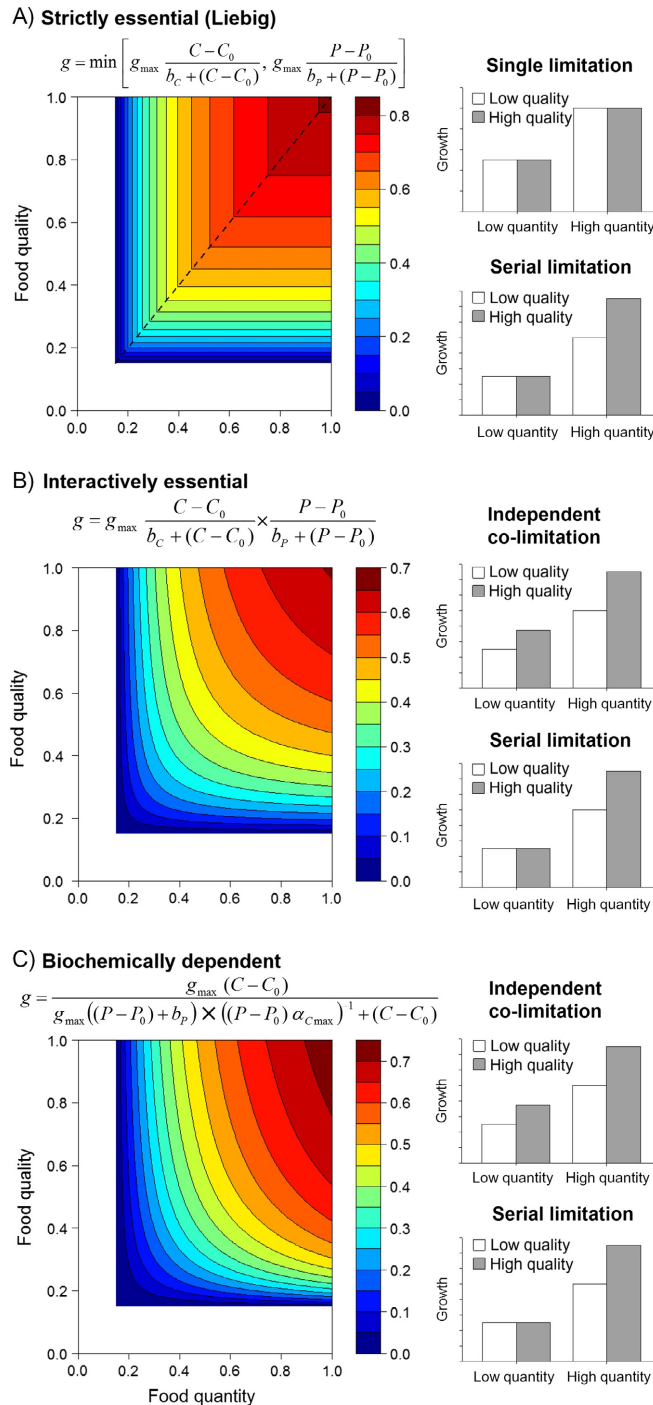 A) Strictly essential (Liebig)
g = min [ g_max (C − C_0) / (b_C + (C − C_0)) , g_max (P − P_0) / (b_P + (P − P_0)) ]
1.0
0.8
0.6
0.4
0.2
0.0
Food quality
0.0 0.2 0.4 0.6 0.8 1.0
0.8
0.6
0.4
0.2
0.0
Single limitation
Low quality
High quality
Growth
Low quantity High quantity
Serial limitation
Low quality
High quality
Growth
Low quantity High quantity
B) Interactively essential
g = g_max (C − C_0) / (b_C + (C − C_0)) × (P − P_0) / (b_P + (P − P_0))
1.0
0.8
0.6
0.4
0.2
0.0
Food quality
0.0 0.2 0.4 0.6 0.8 1.0
0.7
0.6
0.5
0.4
0.3
0.2
0.1
0.0
Independent
co-limitation
Low quality
High quality
Growth
Low quantity High quantity
Serial limitation
Low quality
High quality
Growth
Low quantity High quantity
C) Biochemically dependent
g = g_max (C − C_0) / (g_max((P − P_0) + b_P) × ((P − P_0) α_Cmax)^−1 + (C − C_0))
1.0
0.8
0.6
0.4
0.2
0.0
Food quality
0.0 0.2 0.4 0.6 0.8 1.0
Food quantity
0.7
0.6
0.5
0.4
0.3
0.2
0.1
0.0
Independent
co-limitation
Low quality
High quality
Growth
Low quantity High quantity
Serial limitation
Low quality
High quality
Growth
Low quantity High quantity